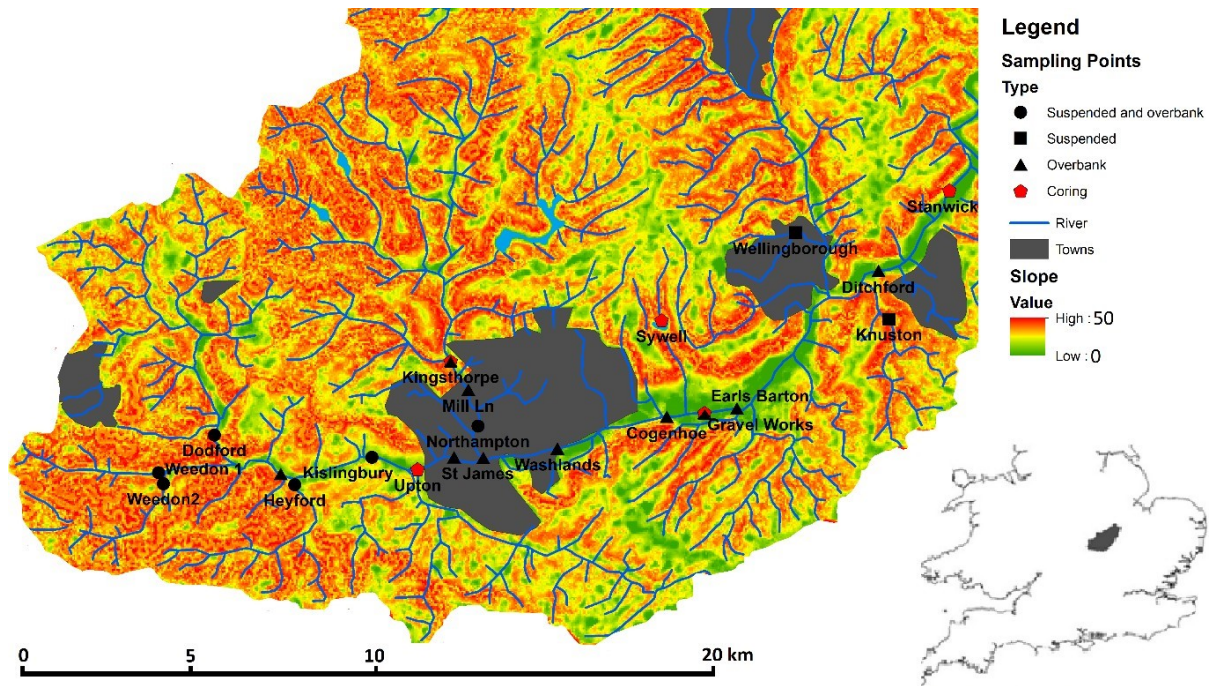 Legend
Sampling Points
Type
Suspended and overbank
Suspended
Overbank
Coring
River
Towns
Slope
Value
High : 50
Low : 0
Stanwick
Wellingborough
Ditchford
Knuston
Sywell
Kingsthorpe
Mill Ln
Earls Barton
Gravel Works
Cogenhoe
Northampton
Dodford
Weedon 1
Kislingbury
St James
Washlands
Upton
Weedon2
Heyford
0 5 10 20 km